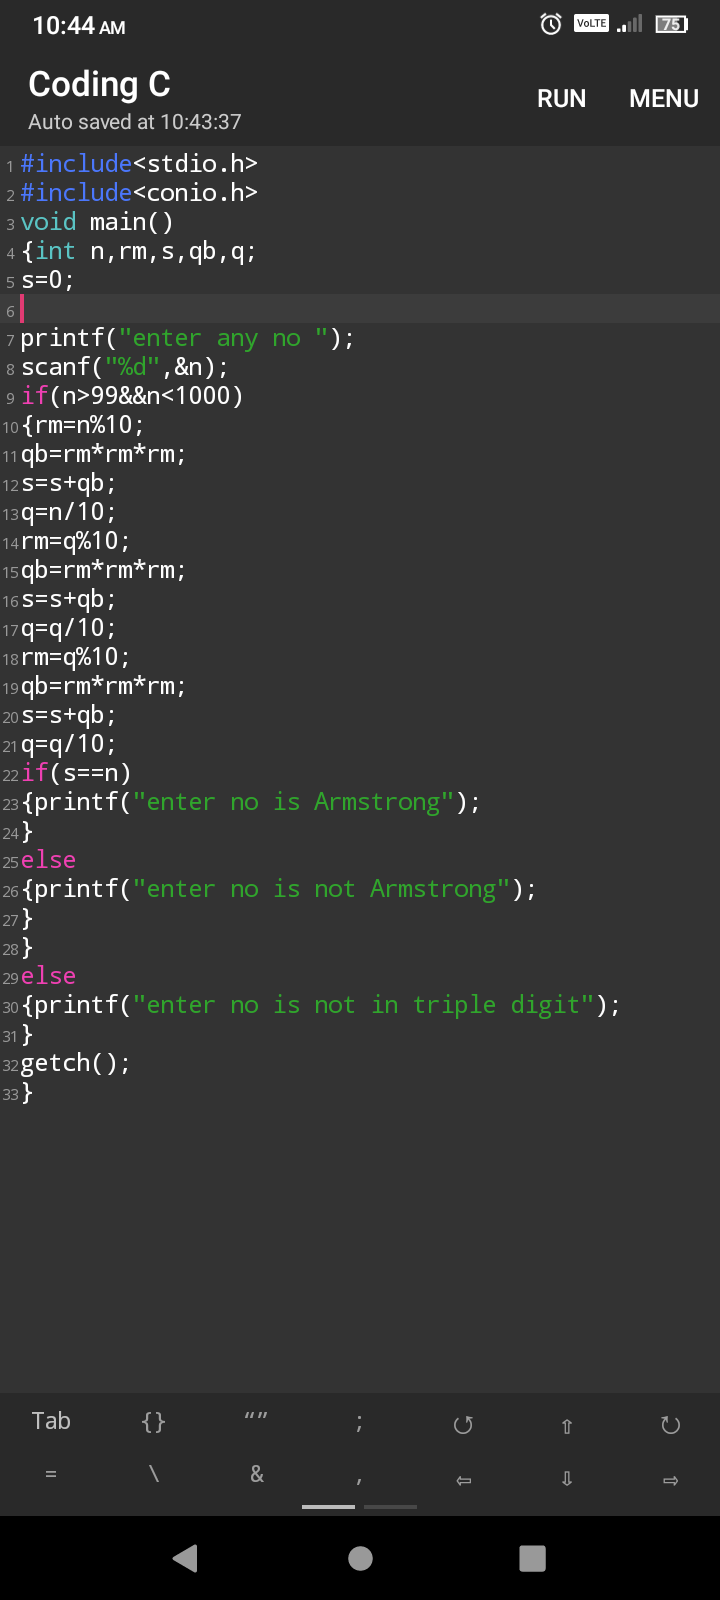 10:44 AM
VoLTE
75
Coding C
RUN
MENU
Auto saved at 10:43:37
1 #include<stdio.h>
2 #include<conio.h>
3 void main()
4 {int n,rm,s,qb,q;
5 s=0;
6
7 printf("enter any no ");
8 scanf("%d",&n);
9 if(n>99&&n<1000)
10 {rm=n%10;
11 qb=rm*rm*rm;
12 s=s+qb;
13 q=n/10;
14 rm=q%10;
15 qb=rm*rm*rm;
16 s=s+qb;
17 q=q/10;
18 rm=q%10;
19 qb=rm*rm*rm;
20 s=s+qb;
21 q=q/10;
22 if(s==n)
23 {printf("enter no is Armstrong");
24 }
25 else
26 {printf("enter no is not Armstrong");
27 }
28 }
29 else
30 {printf("enter no is not in triple digit");
31 }
32 getch();
33 }
Tab {} “” ; ↺ ⇧ ↻
= \ & , ⇦ ⇩ ⇨